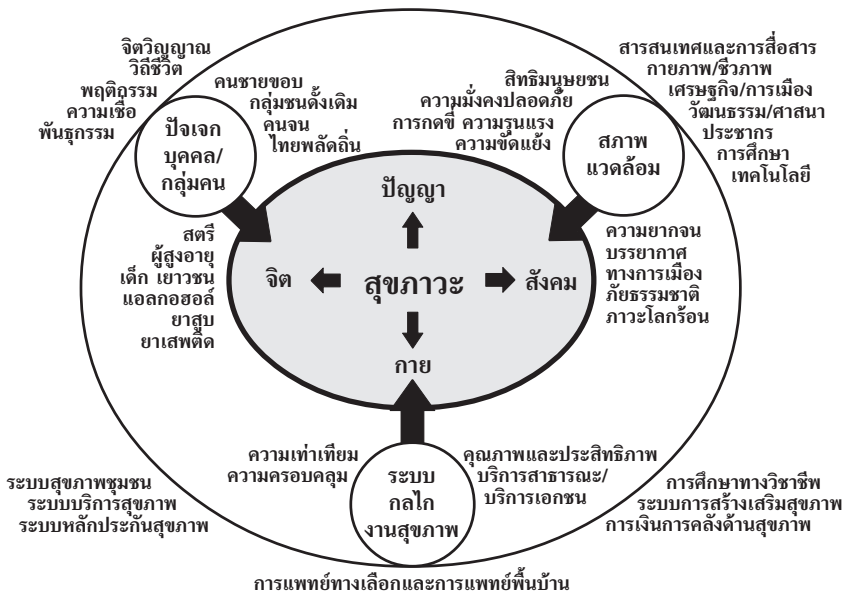 จิตวิญญาณ
วิถีชีวิต
พฤติกรรม
ความเชื่อ
พันธุกรรม
ปัจเจก
บุคคล/
กลุ่มคน
คนชายขอบ
กลุ่มชนดั้งเดิม
คนจน
ไทยพลัดถิ่น
สิทธิมนุษยชน
ความมั่งคงปลอดภัย
การกดขี่ ความรุนแรง
ความขัดแย้ง
สภาพ
แวดล้อม
สารสนเทศและการสื่อสาร
กายภาพ/ชีวภาพ
เศรษฐกิจ/การเมือง
วัฒนธรรม/ศาสนา
ประชากร
การศึกษา
เทคโนโลยี
สตรี
ผู้สูงอายุ
เด็ก เยาวชน
แอลกอฮอล์
ยาสูบ
ยาเสพติด
ปัญญา
จิต
สุขภาวะ
สังคม
กาย
ความยากจน
บรรยากาศ
ทางการเมือง
ภัยธรรมชาติ
ภาวะโลกร้อน
ความเท่าเทียม
ความครอบคลุม
ระบบ
กลไก
งานสุขภาพ
คุณภาพและประสิทธิภาพ
บริการสาธารณะ/
บริการเอกชน
ระบบสุขภาพชุมชน
ระบบบริการสุขภาพ
ระบบหลักประกันสุขภาพ
การศึกษาทางวิชาชีพ
ระบบการสร้างเสริมสุขภาพ
การเงินการคลังด้านสุขภาพ
การแพทย์ทางเลือกและการแพทย์พื้นบ้าน